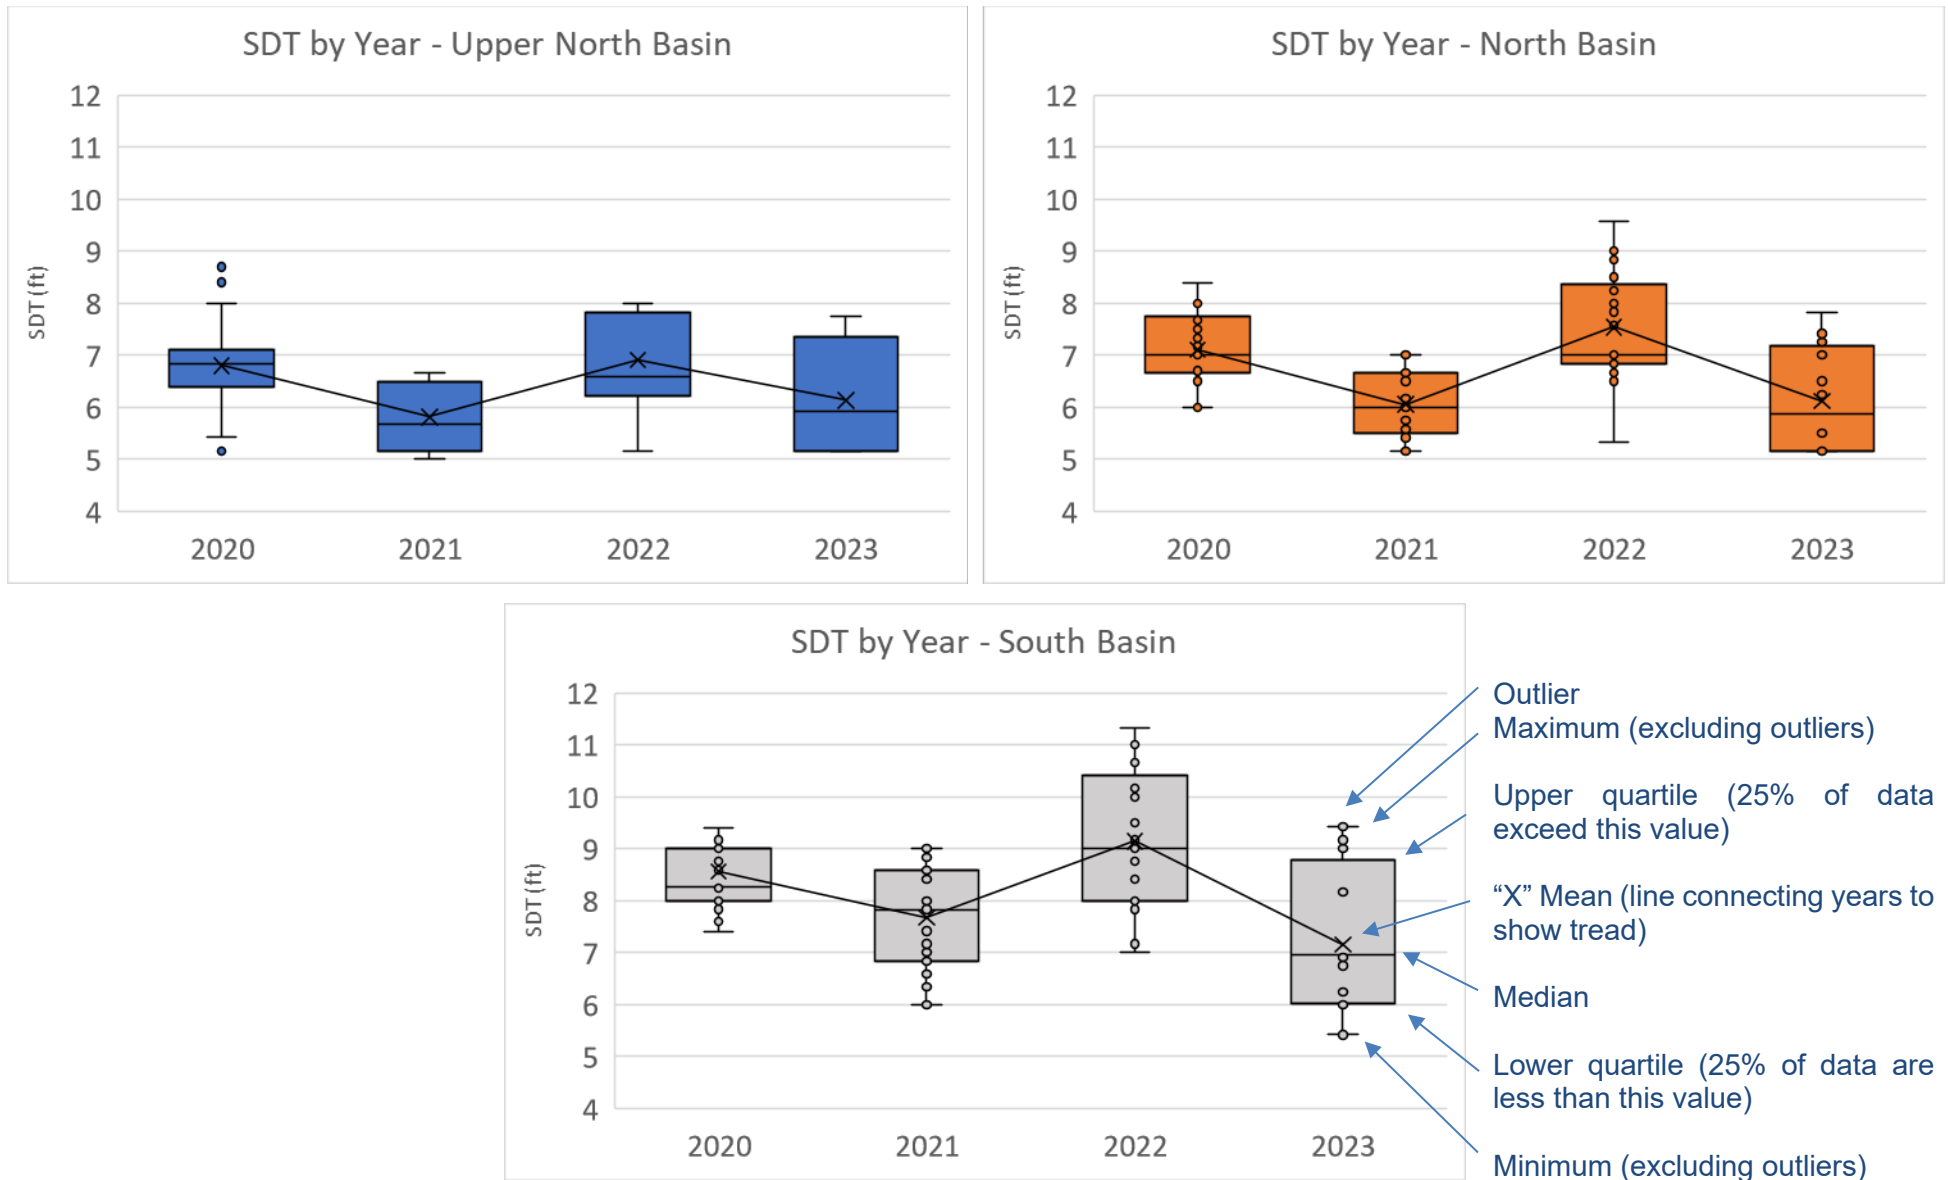 SDT by Year - Upper North Basin
12
11
10
9
8
7
6
5
4
SDT (ft)
2020 2021 2022 2023
SDT by Year - North Basin
12
11
10
9
8
7
6
5
4
SDT (ft)
2020 2021 2022 2023
SDT by Year - South Basin
12
11
10
9
8
7
6
5
4
SDT (ft)
2020 2021 2022 2023
Outlier
Maximum (excluding outliers)
Upper quartile (25% of data
exceed this value)
“X” Mean (line connecting years to
show tread)
Median
Lower quartile (25% of data are
less than this value)
Minimum (excluding outliers)